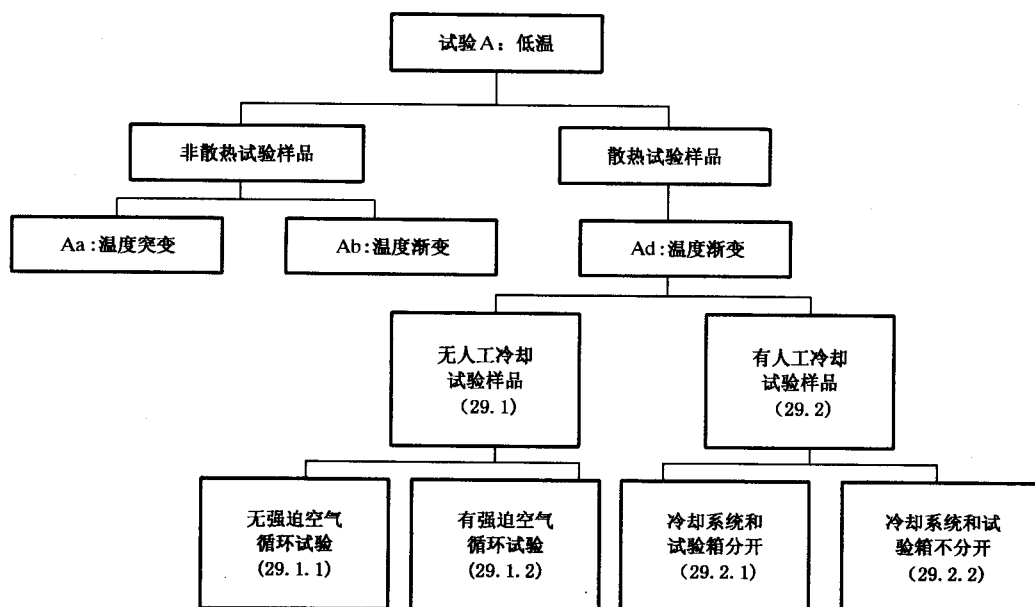 试验A：低温
非散热试验样品
散热试验样品
Aa:温度突变
Ab:温度渐变
Ad:温度渐变
无人工冷却
试验样品
(29.1)
有人工冷却
试验样品
(29.2)
无强迫空气
循环试验
(29.1.1)
有强迫空气
循环试验
(29.1.2)
冷却系统和
试验箱分开
(29.2.1)
冷却系统和试
验箱不分开
(29.2.2)